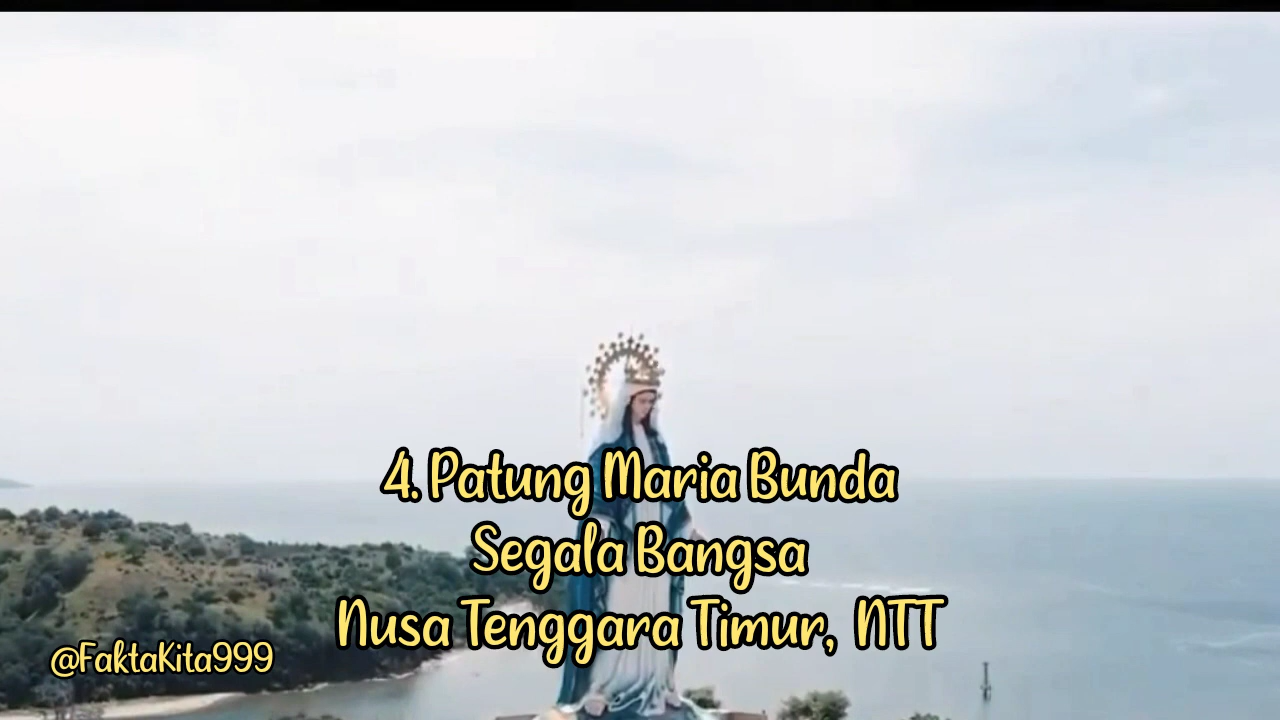 4. Patung Maria Bunda
Segala Bangsa
Nusa Tenggara Timur, NTT
@FaktaKita999